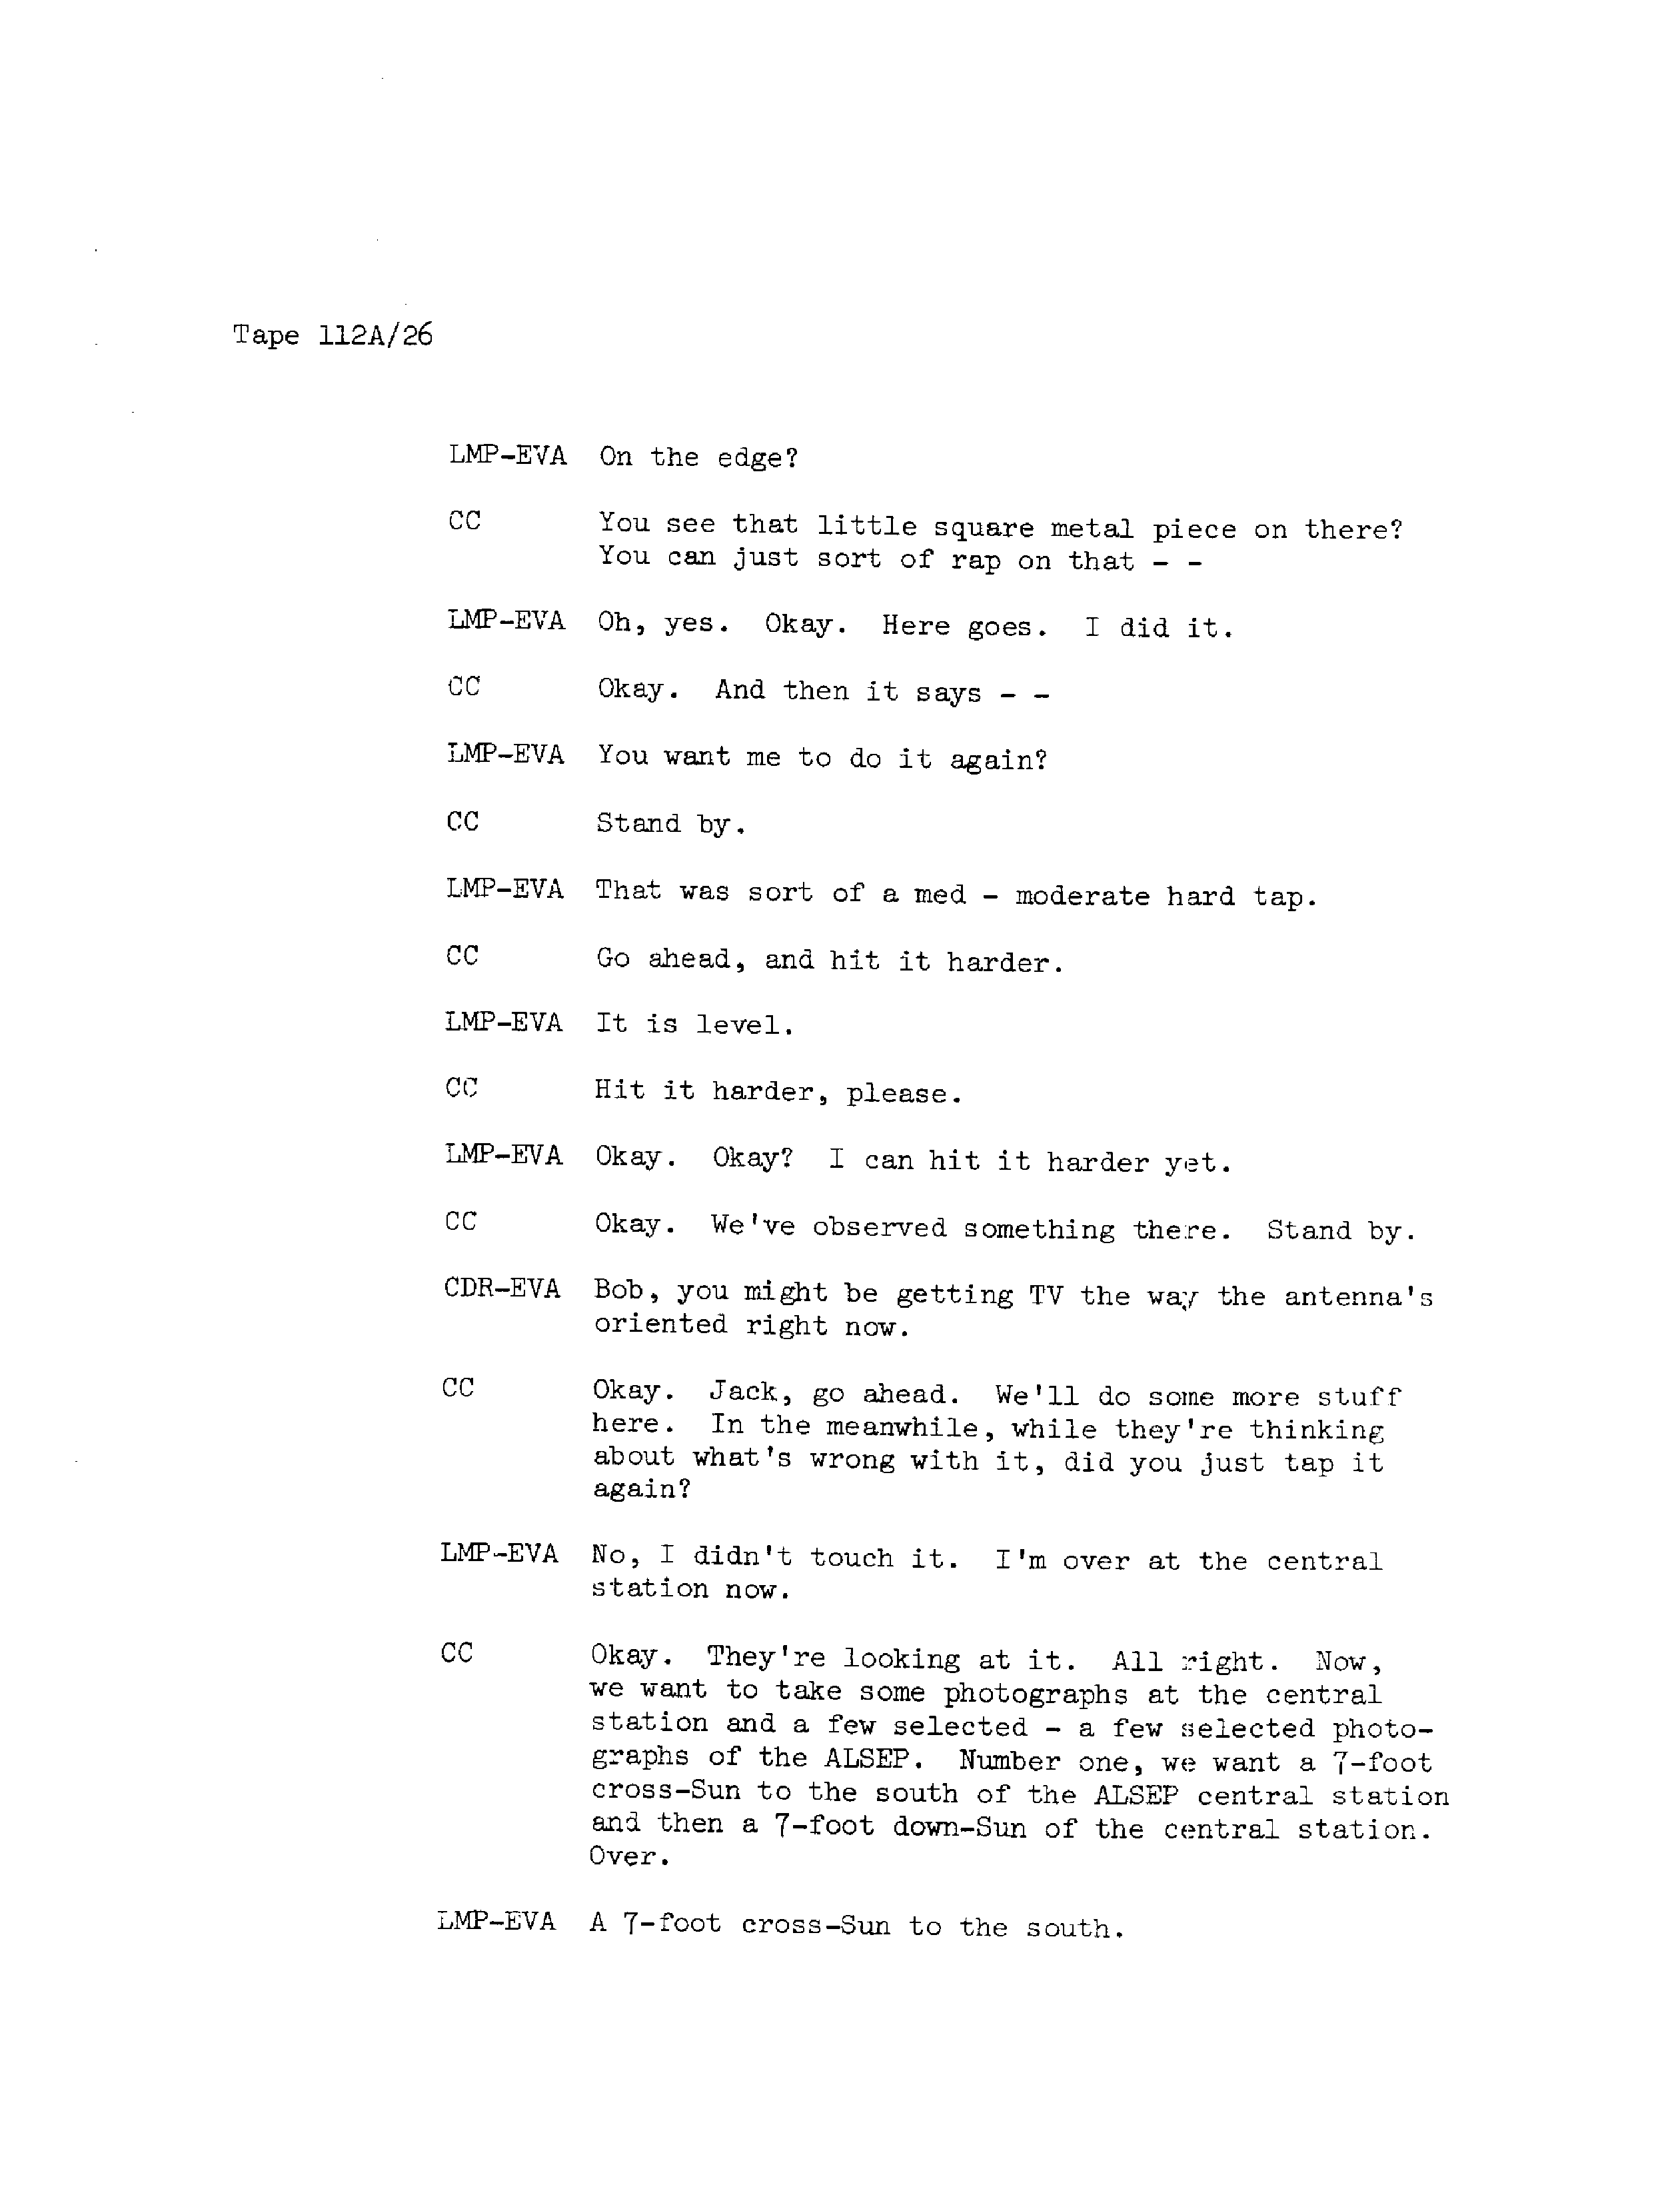 Tape 112A/26
LMP-EVA On the edge?
CC You see that little square metal piece on there?
You can just sort of rap on that - -
LMP-EVA Oh, yes. Okay. Here goes. I did it.
CC Okay. And then it says - -
LMP-EVA You want me to do it again?
CC Stand by.
LMP-EVA That was sort of a med - moderate hard tap.
CC Go ahead, and hit it harder.
LMP-EVA It is level.
CC Hit it harder, please.
LMP-EVA Okay. Okay? I can hit it harder yet.
CC Okay. We've observed something there. Stand by.
CDR-EVA Bob, you might be getting TV the way the antenna's
oriented right now.
CC Okay. Jack, go ahead. We'll do some more stuff
here. In the meanwhile, while they're thinking
about what's wrong with it, did you just tap it
again?
LMP-EVA No, I didn't touch it. I'm over at the central
station now.
CC Okay. They're looking at it. All right. Now,
we want to take some photographs at the central
station and a few selected - a few selected photo-
graphs of the ALSEP. Number one, we want a 7-foot
cross-Sun to the south of the ALSEP central station
and then a 7-foot down-Sun of the central station.
Over.
LMP-EVA A 7-foot cross-Sun to the south.